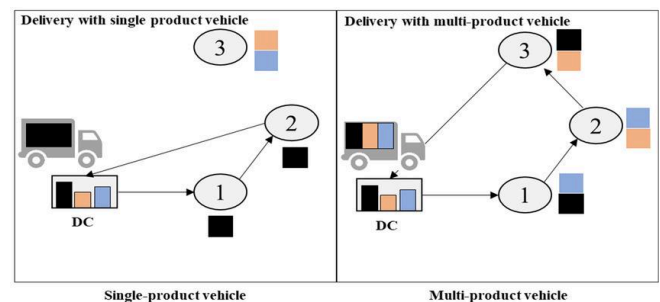 Delivery with single product vehicle
3
2
1
DC
Single-product vehicle
Delivery with multi-product vehicle
3
2
1
DC
Multi-product vehicle